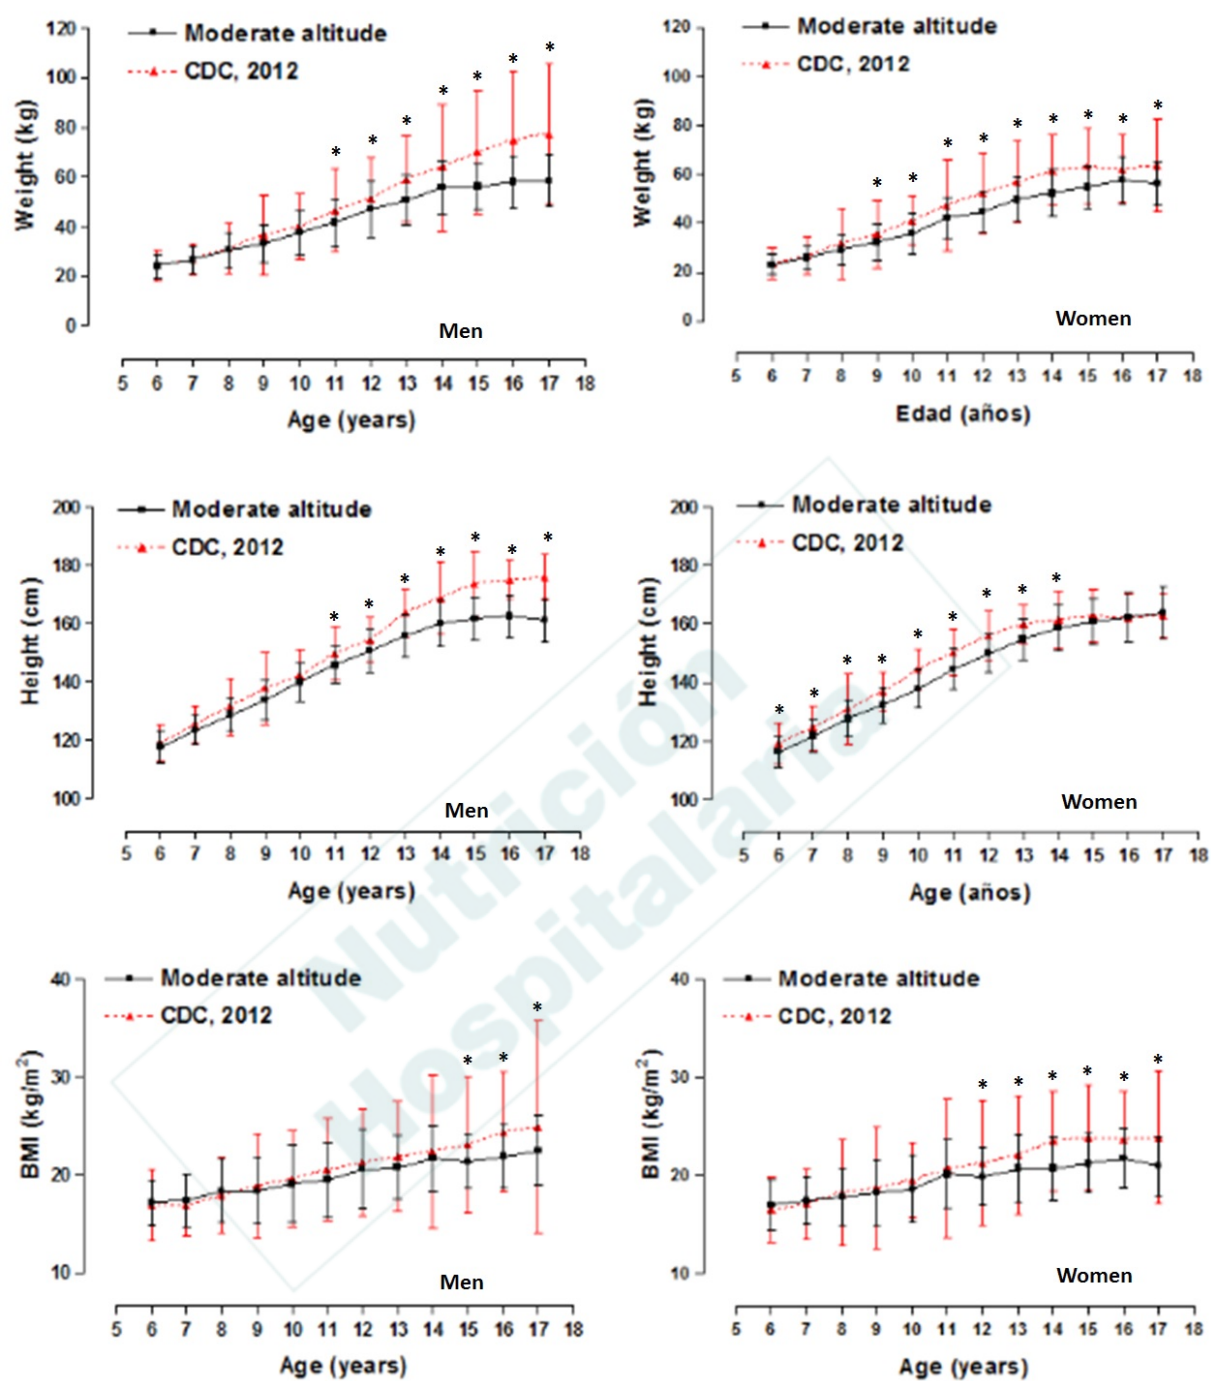 Moderate altitude
CDC, 2012
Weight (kg)
120
100
80
60
40
20
0
* * * * * * *
Men
5 6 7 8 9 10 11 12 13 14 15 16 17 18
Age (years)
Moderate altitude
CDC, 2012
Weight (kg)
120
100
80
60
40
20
0
* * * * * * * * *
Women
5 6 7 8 9 10 11 12 13 14 15 16 17 18
Edad (años)
Moderate altitude
CDC, 2012
Height (cm)
200
180
160
140
120
100
* * * * * * *
Men
5 6 7 8 9 10 11 12 13 14 15 16 17 18
Age (years)
Moderate altitude
CDC, 2012
Height (cm)
200
180
160
140
120
100
* * * * * * * * *
Women
5 6 7 8 9 10 11 12 13 14 15 16 17 18
Age (años)
Moderate altitude
CDC, 2012
BMI (kg/m²)
40
30
20
10
* * *
Men
5 6 7 8 9 10 11 12 13 14 15 16 17 18
Age (years)
Moderate altitude
CDC, 2012
BMI (kg/m²)
40
30
20
10
* * * * * *
Women
5 6 7 8 9 10 11 12 13 14 15 16 17 18
Age (years)
Nutrición
Hospitalaria